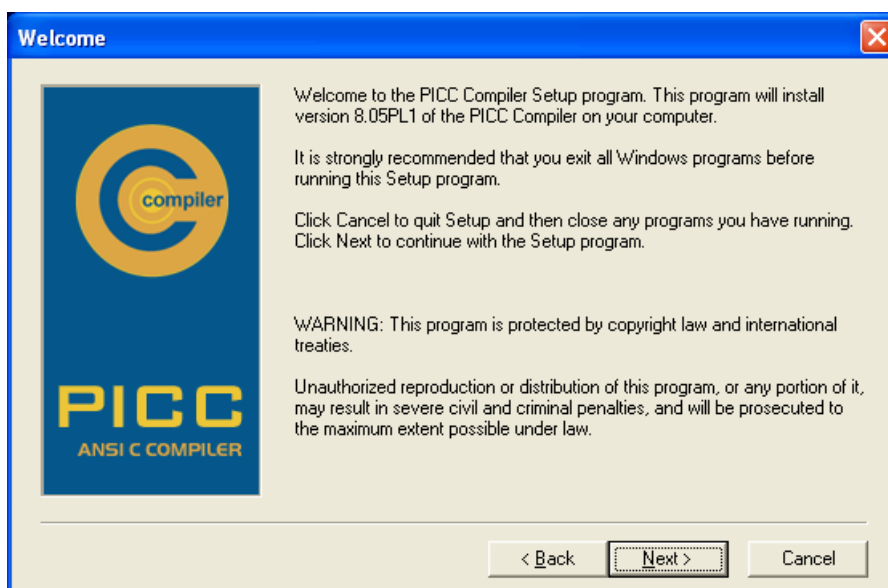 Welcome
Welcome to the PICC Compiler Setup program. This program will install
version 8.05PL1 of the PICC Compiler on your computer.
It is strongly recommended that you exit all Windows programs before
running this Setup program.
Click Cancel to quit Setup and then close any programs you have running.
Click Next to continue with the Setup program.
WARNING: This program is protected by copyright law and international
treaties.
Unauthorized reproduction or distribution of this program, or any portion of it,
may result in severe civil and criminal penalties, and will be prosecuted to
the maximum extent possible under law.
compiler
PICC
ANSI C COMPILER
< Back
Next >
Cancel